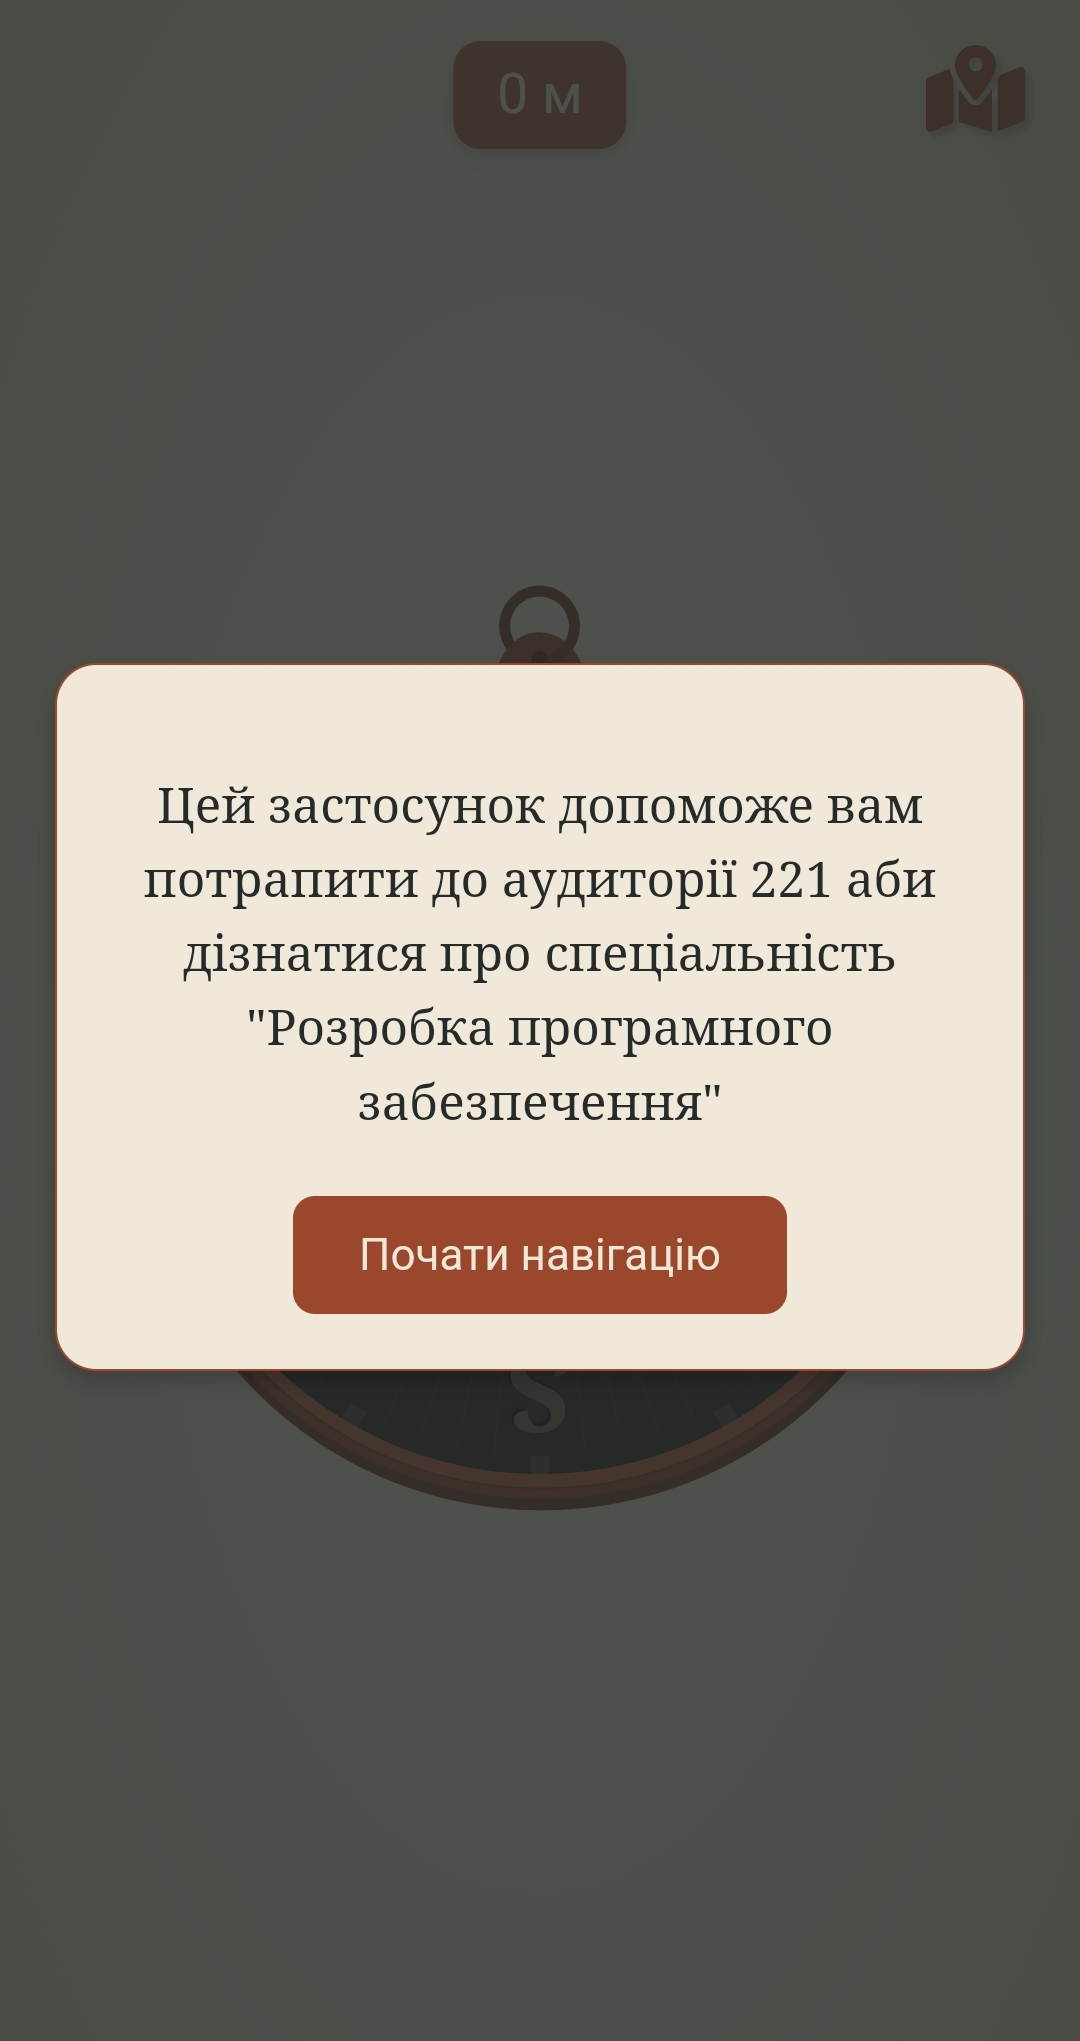 0 м
Цей застосунок допоможе вам
потрапити до аудиторії 221 аби
дізнатися про спеціальність
"Розробка програмного
забезпечення"
Почати навігацію
S